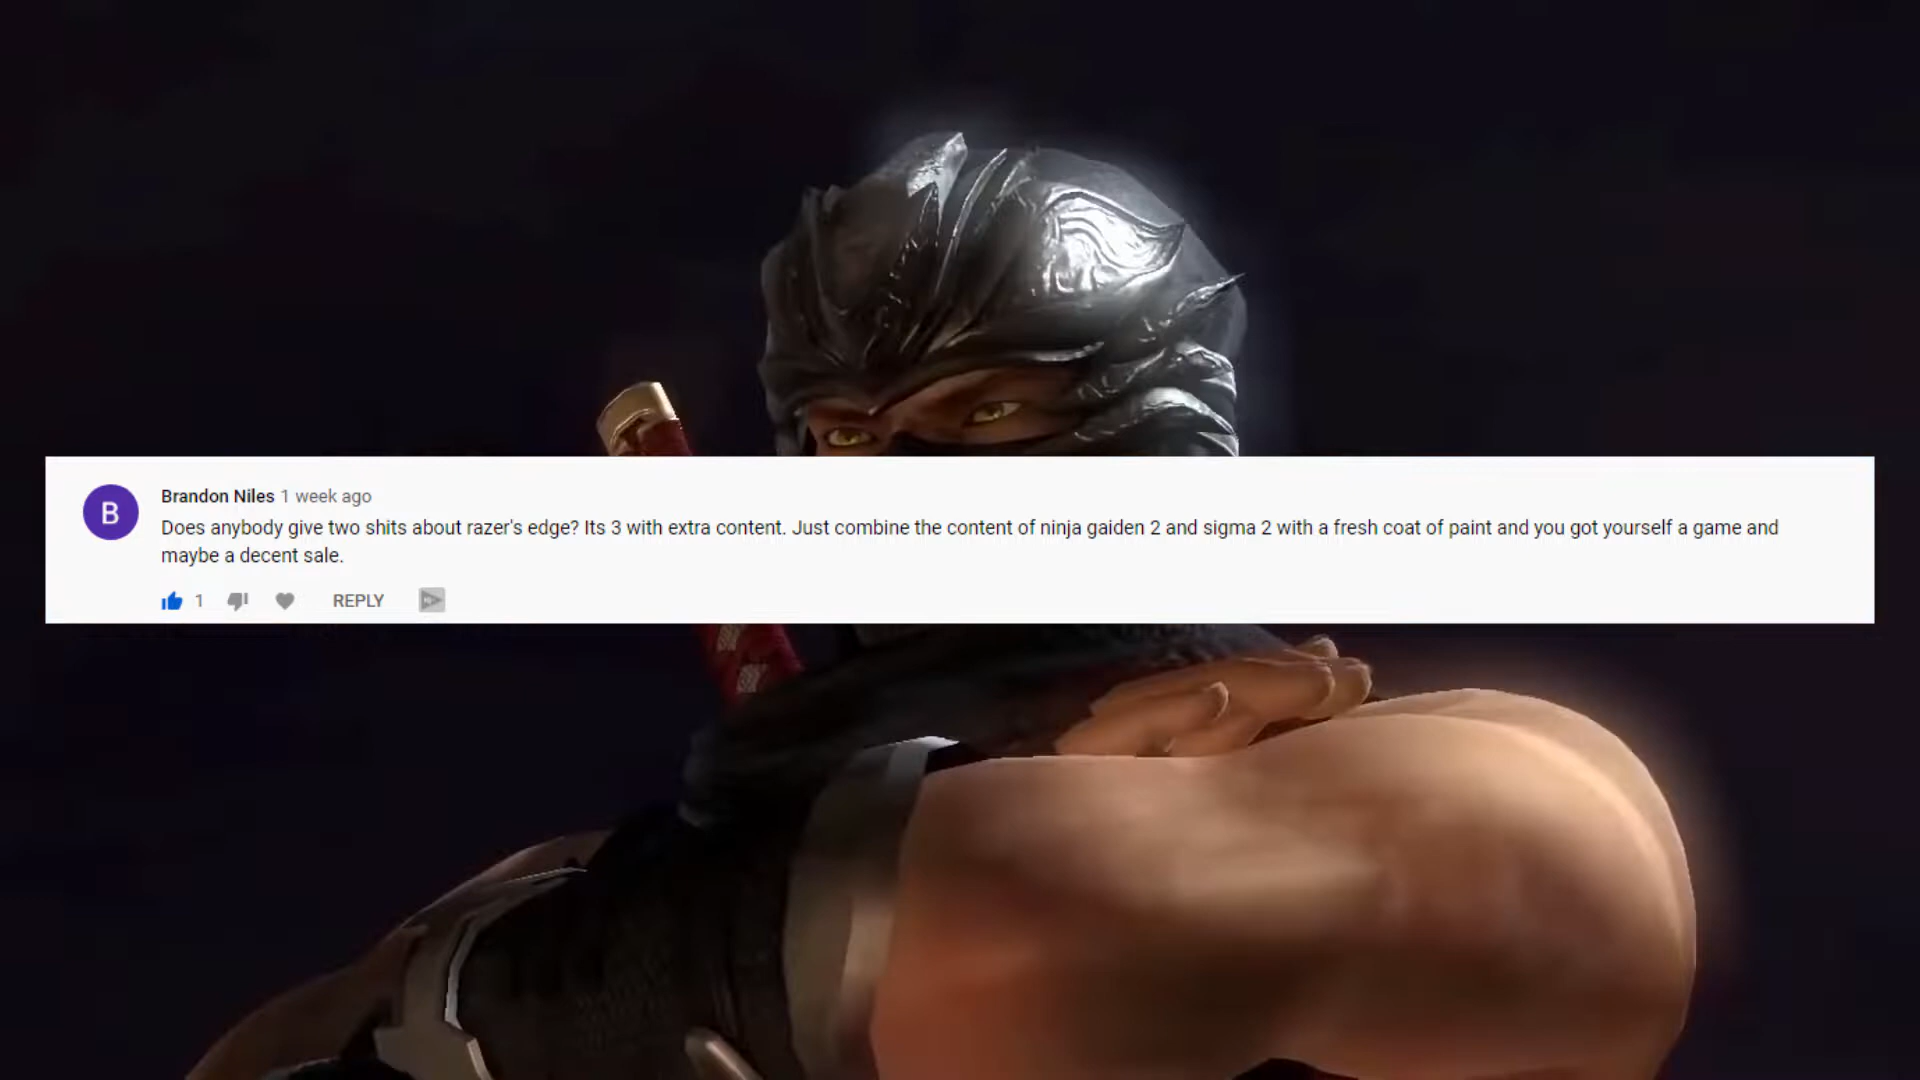 B
Brandon Niles 1 week ago
Does anybody give two shits about razer's edge? Its 3 with extra content. Just combine the content of ninja gaiden 2 and sigma 2 with a fresh coat of paint and you got yourself a game and
maybe a decent sale.
1 REPLY